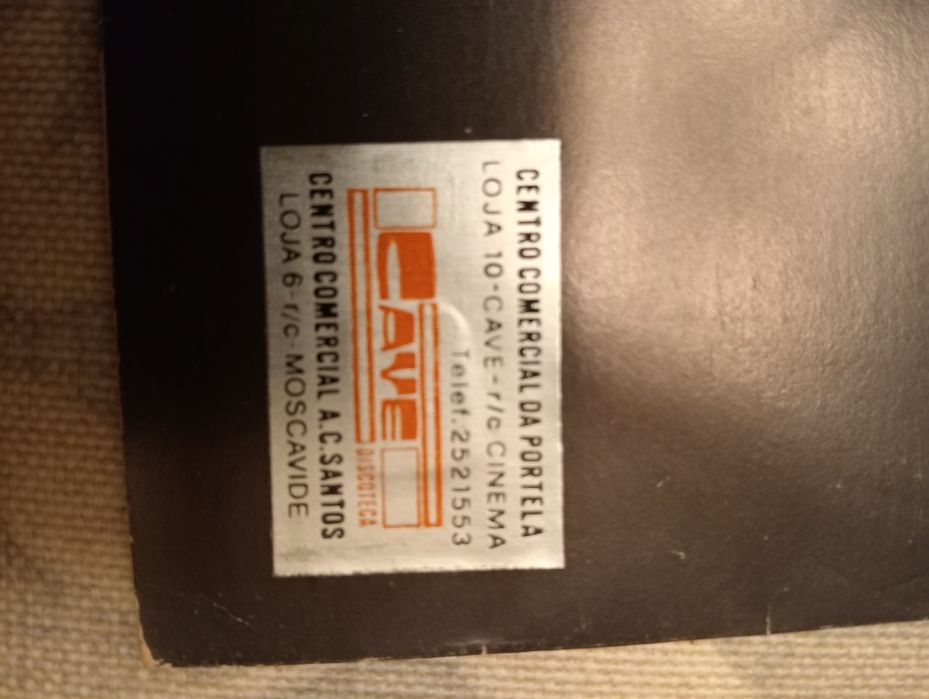 CENTRO COMERCIAL DA PORTELA
LOJA 10-CAVE-r/c CINEMA
Telef. 2521553
CAVE
DISCOTECA
CENTRO COMERCIAL A.C.SANTOS
LOJA 6-r/c MOSCAVIDE